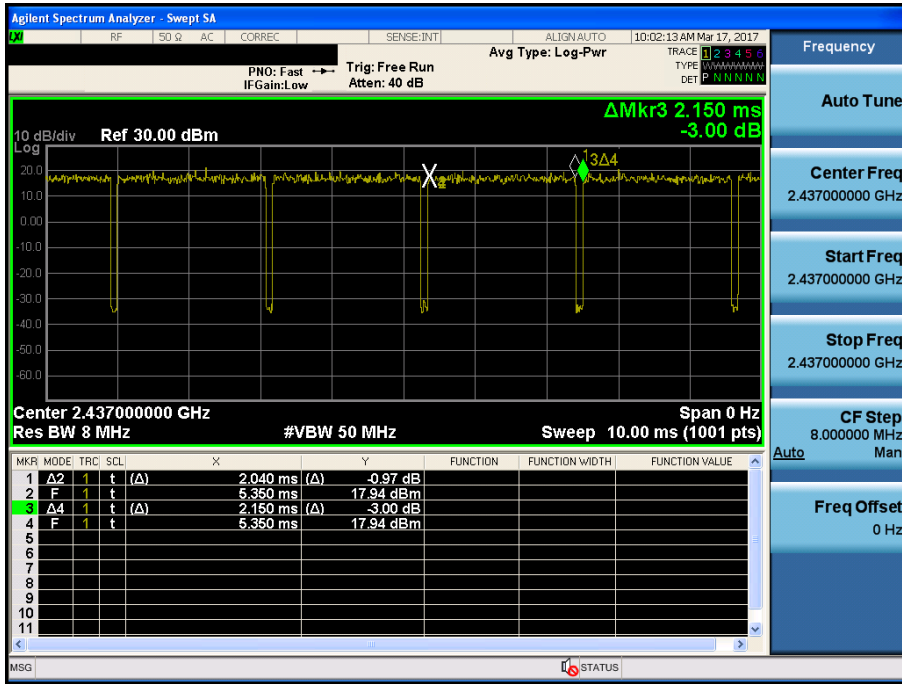 Agilent Spectrum Analyzer - Swept SA
LXI RF 50 Ω AC CORREC SENSE:INT ALIGN AUTO 10:02:13 AM Mar 17, 2017
PNO: Fast Trig: Free Run Avg Type: Log-Pwr TRACE 1 2 3 4 5 6
IFGain:Low Atten: 40 dB TYPE
DET P N N N N N
ΔMkr3 2.150 ms
-3.00 dB
10 dB/div Ref 30.00 dBm
Log
20.0
10.0
0.00
-10.0
-20.0
-30.0
-40.0
-50.0
-60.0
3Δ4
Center 2.437000000 GHz Span 0 Hz
Res BW 8 MHz #VBW 50 MHz Sweep 10.00 ms (1001 pts)
MKR MODE TRC SCL X Y FUNCTION FUNCTION WIDTH FUNCTION VALUE
1 Δ2 1 t (Δ) 2.040 ms (Δ) -0.97 dB
2 F 1 t 5.350 ms 17.94 dBm
3 Δ4 1 t (Δ) 2.150 ms (Δ) -3.00 dB
4 F 1 t 5.350 ms 17.94 dBm
5
6
7
8
9
10
11
MSG STATUS
Frequency
Auto Tune
Center Freq
2.437000000 GHz
Start Freq
2.437000000 GHz
Stop Freq
2.437000000 GHz
CF Step
8.000000 MHz
Auto Man
Freq Offset
0 Hz